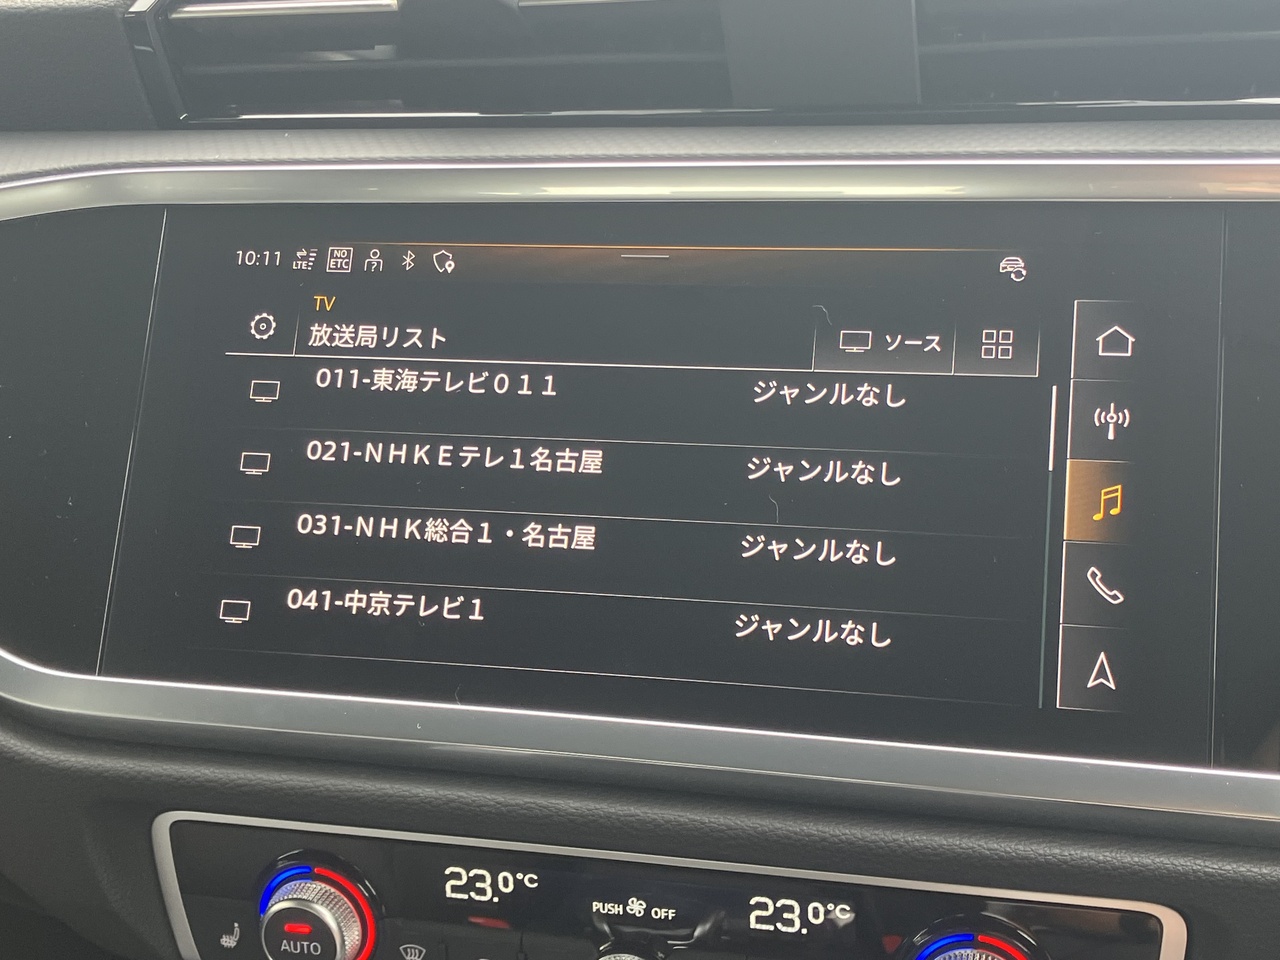 10:11 LTE NO ETC ?
TV
放送局リスト ソース
011-東海テレビ０１１ ジャンルなし
021-ＮＨＫＥテレ１名古屋 ジャンルなし
031-ＮＨＫ総合１・名古屋 ジャンルなし
041-中京テレビ１ ジャンルなし
23.0°C PUSH OFF 23.0°C
AUTO